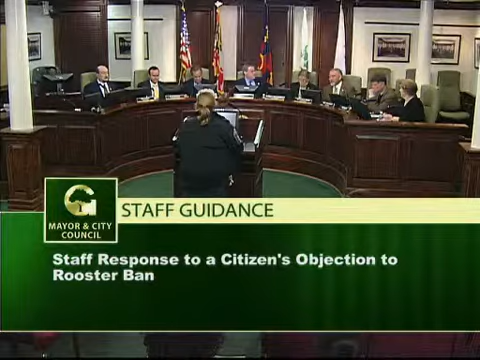 G
MAYOR & CITY
COUNCIL
STAFF GUIDANCE
Staff Response to a Citizen's Objection to
Rooster Ban